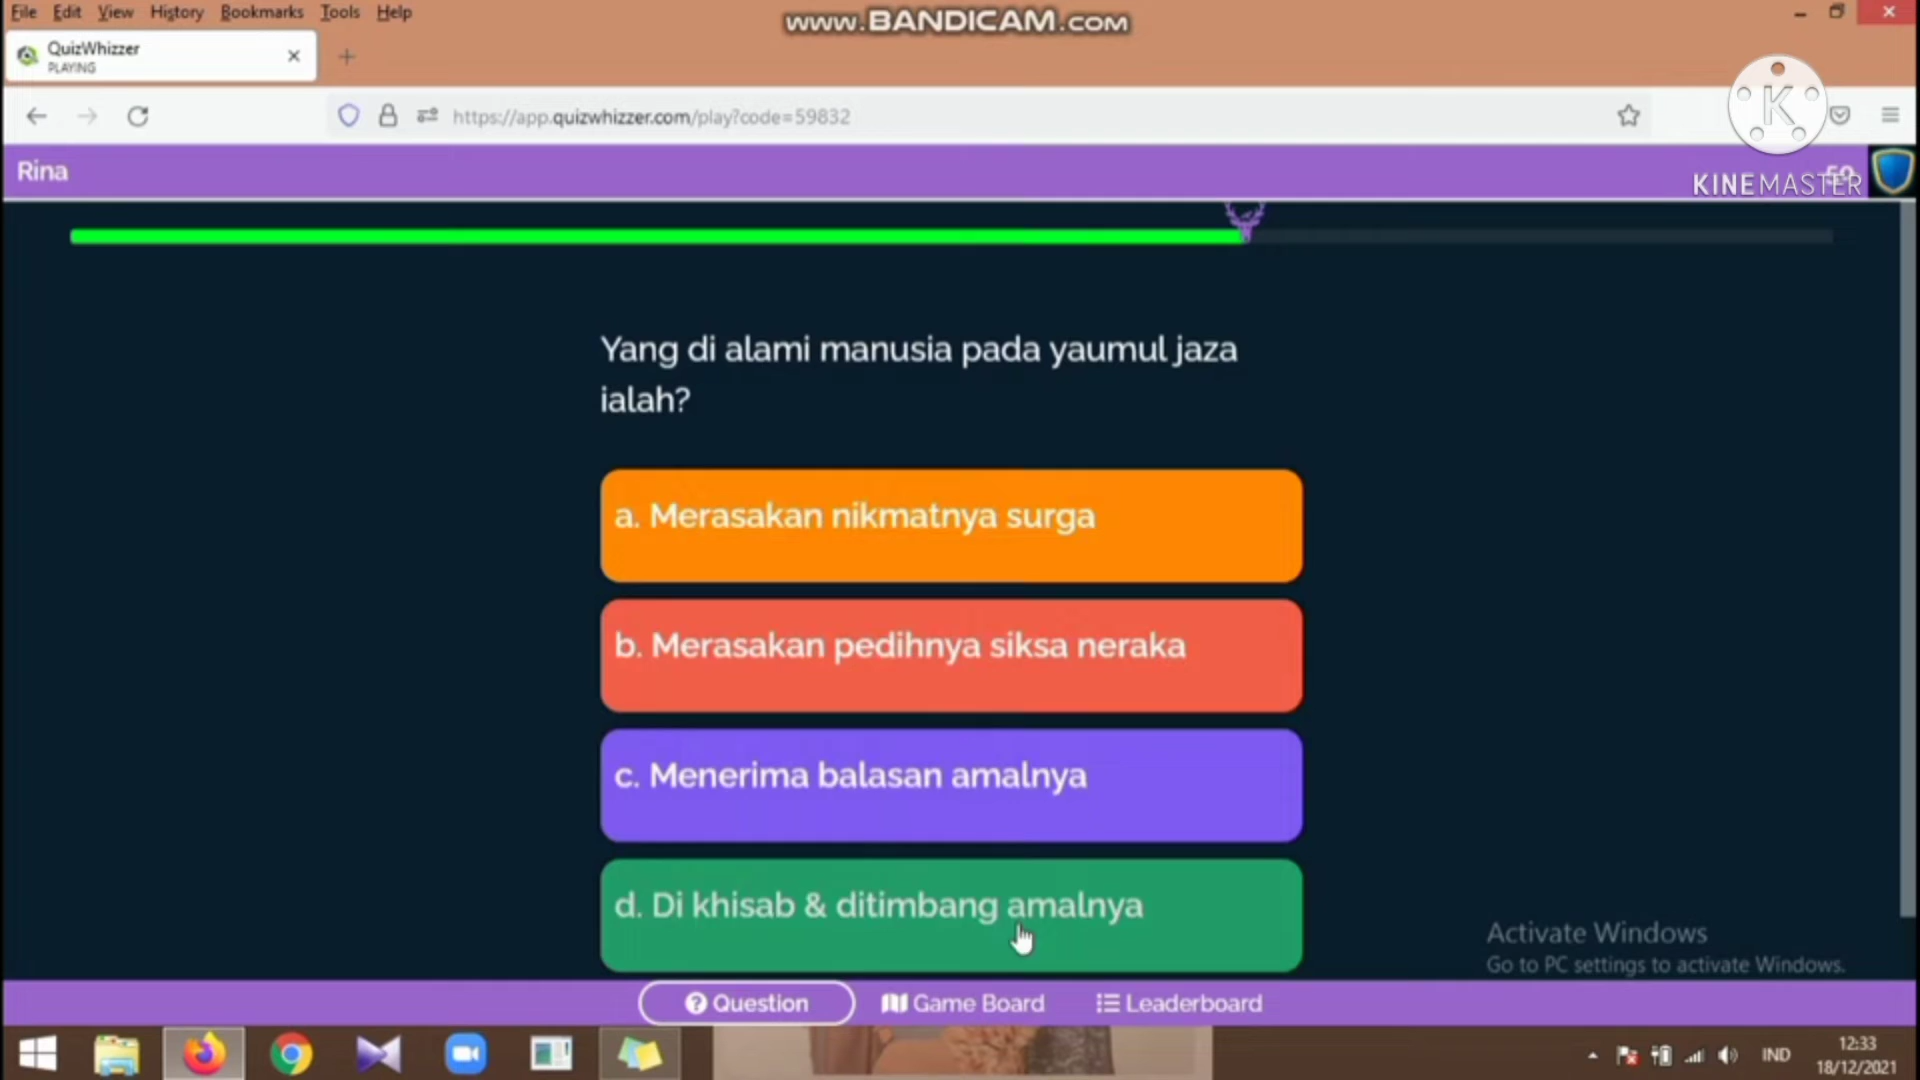 File Edit View History Bookmarks Tools Help
www.BANDICAM.com
QuizWhizzer
PLAYING
https://app.quizwhizzer.com/play?code=59832
K
Rina
KINEMASTER
Yang di alami manusia pada yaumul jaza
ialah?
a. Merasakan nikmatnya surga
b. Merasakan pedihnya siksa neraka
c. Menerima balasan amalnya
d. Di khisab & ditimbang amalnya
Activate Windows
Go to PC settings to activate Windows.
Question Game Board Leaderboard
IND
12:33
18/12/2021